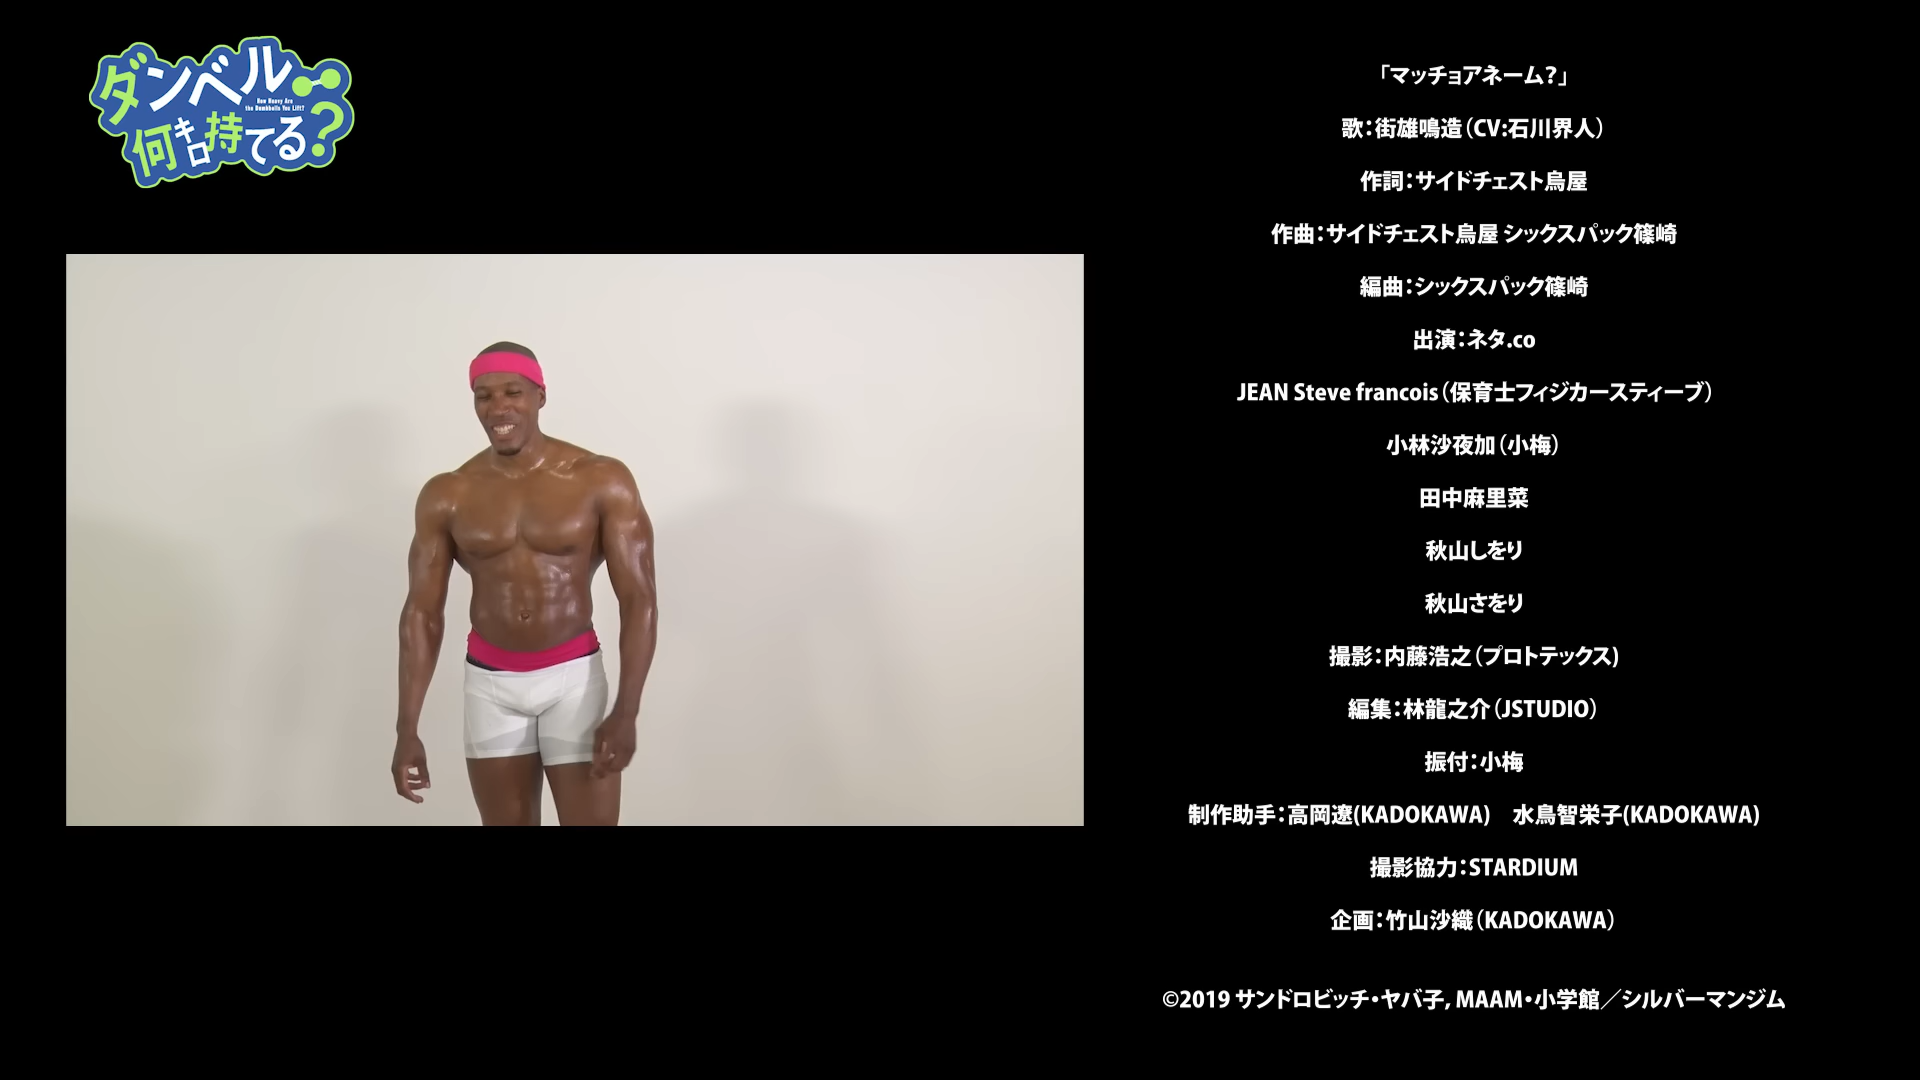 ダンベル
How Heavy Are
the Dumbbells You Lift?
何キロ持てる?
「マッチョアネーム？」
歌：街雄鳴造（CV:石川界人）
作詞：サイドチェスト烏屋
作曲：サイドチェスト烏屋 シックスパック篠崎
編曲：シックスパック篠崎
出演：ネタ.co
JEAN Steve francois（保育士フィジカースティーブ）
小林沙夜加（小梅）
田中麻里菜
秋山しをり
秋山さをり
撮影：内藤浩之（プロトテックス)
編集：林龍之介（JSTUDIO）
振付：小梅
制作助手：高岡遼(KADOKAWA)　水鳥智栄子(KADOKAWA)
撮影協力：STARDIUM
企画：竹山沙織（KADOKAWA）
©2019 サンドロビッチ・ヤバ子, MAAM・小学館／シルバーマンジム